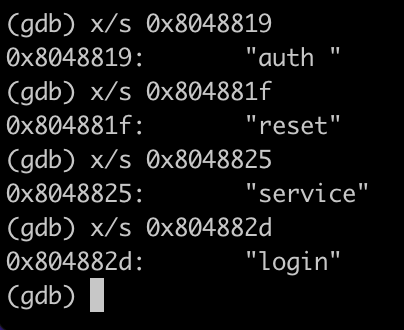 (gdb) x/s 0x8048819
0x8048819:       "auth "
(gdb) x/s 0x804881f
0x804881f:       "reset"
(gdb) x/s 0x8048825
0x8048825:       "service"
(gdb) x/s 0x804882d
0x804882d:       "login"
(gdb)